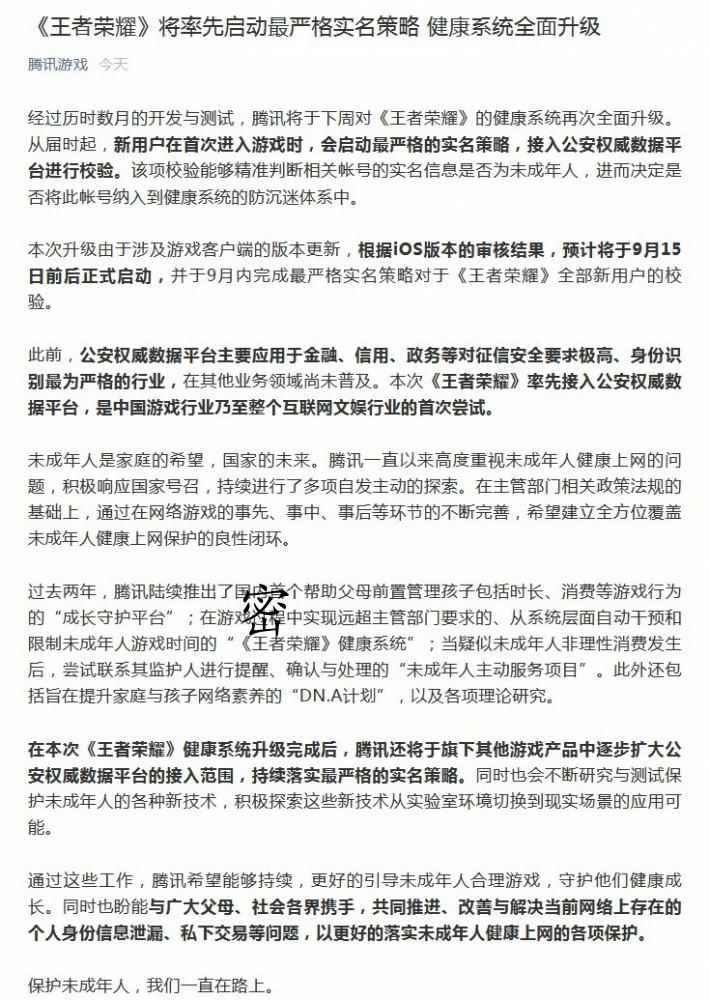 《王者荣耀》将率先启动最严格实名策略 健康系统全面升级
腾讯游戏 今天
经过历时数月的开发与测试，腾讯将于下周对《王者荣耀》的健康系统再次全面升级。
从届时起，新用户在首次进入游戏时，会启动最严格的实名策略，接入公安权威数据平
台进行校验。该项校验能够精准判断相关帐号的实名信息是否为未成年人，进而决定是
否将此帐号纳入到健康系统的防沉迷体系中。
本次升级由于涉及游戏客户端的版本更新，根据iOS版本的审核结果，预计将于9月15
日前后正式启动，并于9月内完成最严格实名策略对于《王者荣耀》全部新用户的校
验。
此前，公安权威数据平台主要应用于金融、信用、政务等对征信安全要求极高、身份识
别最为严格的行业，在其他业务领域尚未普及。本次《王者荣耀》率先接入公安权威数
据平台，是中国游戏行业乃至整个互联网文娱行业的首次尝试。
未成年人是家庭的希望，国家的未来。腾讯一直以来高度重视未成年人健康上网的问
题，积极响应国家号召，持续进行了多项自发主动的探索。在主管部门相关政策法规的
基础上，通过在网络游戏的事先、事中、事后等环节的不断完善，希望建立全方位覆盖
未成年人健康上网保护的良性闭环。
过去两年，腾讯陆续推出了国内首个帮助父母前置管理孩子包括时长、消费等游戏行为
的“成长守护平台”；在游戏过程中实现远超主管部门要求的、从系统层面自动干预和
限制未成年人游戏时间的“《王者荣耀》健康系统”；当疑似未成年人非理性消费发生
后，尝试联系其监护人进行提醒、确认与处理的“未成年人主动服务项目”。此外还包
括旨在提升家庭与孩子网络素养的“DN.A计划”，以及各项理论研究。
密
在本次《王者荣耀》健康系统升级完成后，腾讯还将于旗下其他游戏产品中逐步扩大公
安权威数据平台的接入范围，持续落实最严格的实名策略。同时也会不断研究与测试保
护未成年人的各种新技术，积极探索这些新技术从实验室环境切换到现实场景的应用可
能。
通过这些工作，腾讯希望能够持续，更好的引导未成年人合理游戏，守护他们健康成
长。同时也盼能与广大父母、社会各界携手，共同推进、改善与解决当前网络上存在的
个人身份信息泄漏、私下交易等问题，以更好的落实未成年人健康上网的各项保护。
保护未成年人，我们一直在路上。